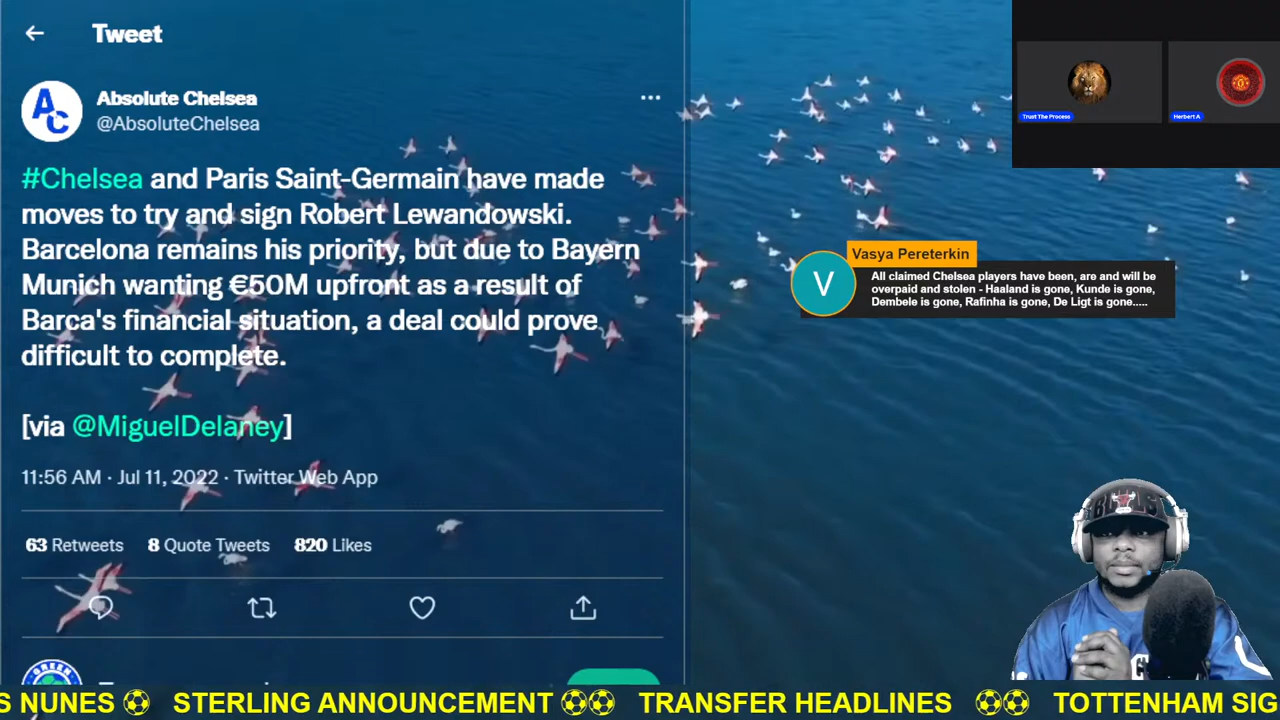 Tweet
AC
Absolute Chelsea
@AbsoluteChelsea
#Chelsea and Paris Saint-Germain have made
moves to try and sign Robert Lewandowski.
Barcelona remains his priority, but due to Bayern
Munich wanting €50M upfront as a result of
Barca's financial situation, a deal could prove
difficult to complete.
[via @MiguelDelaney]
11:56 AM · Jul 11, 2022 · Twitter Web App
63 Retweets 8 Quote Tweets 820 Likes
GREEN
Trust The Process
Herbert A
V
Vasya Pereterkin
All claimed Chelsea players have been, are and will be
overpaid and stolen - Haaland is gone, Kunde is gone,
Dembele is gone, Rafinha is gone, De Ligt is gone.....
BULLS
S NUNES ⚽ STERLING ANNOUNCEMENT ⚽⚽ TRANSFER HEADLINES ⚽⚽ TOTTENHAM SIG